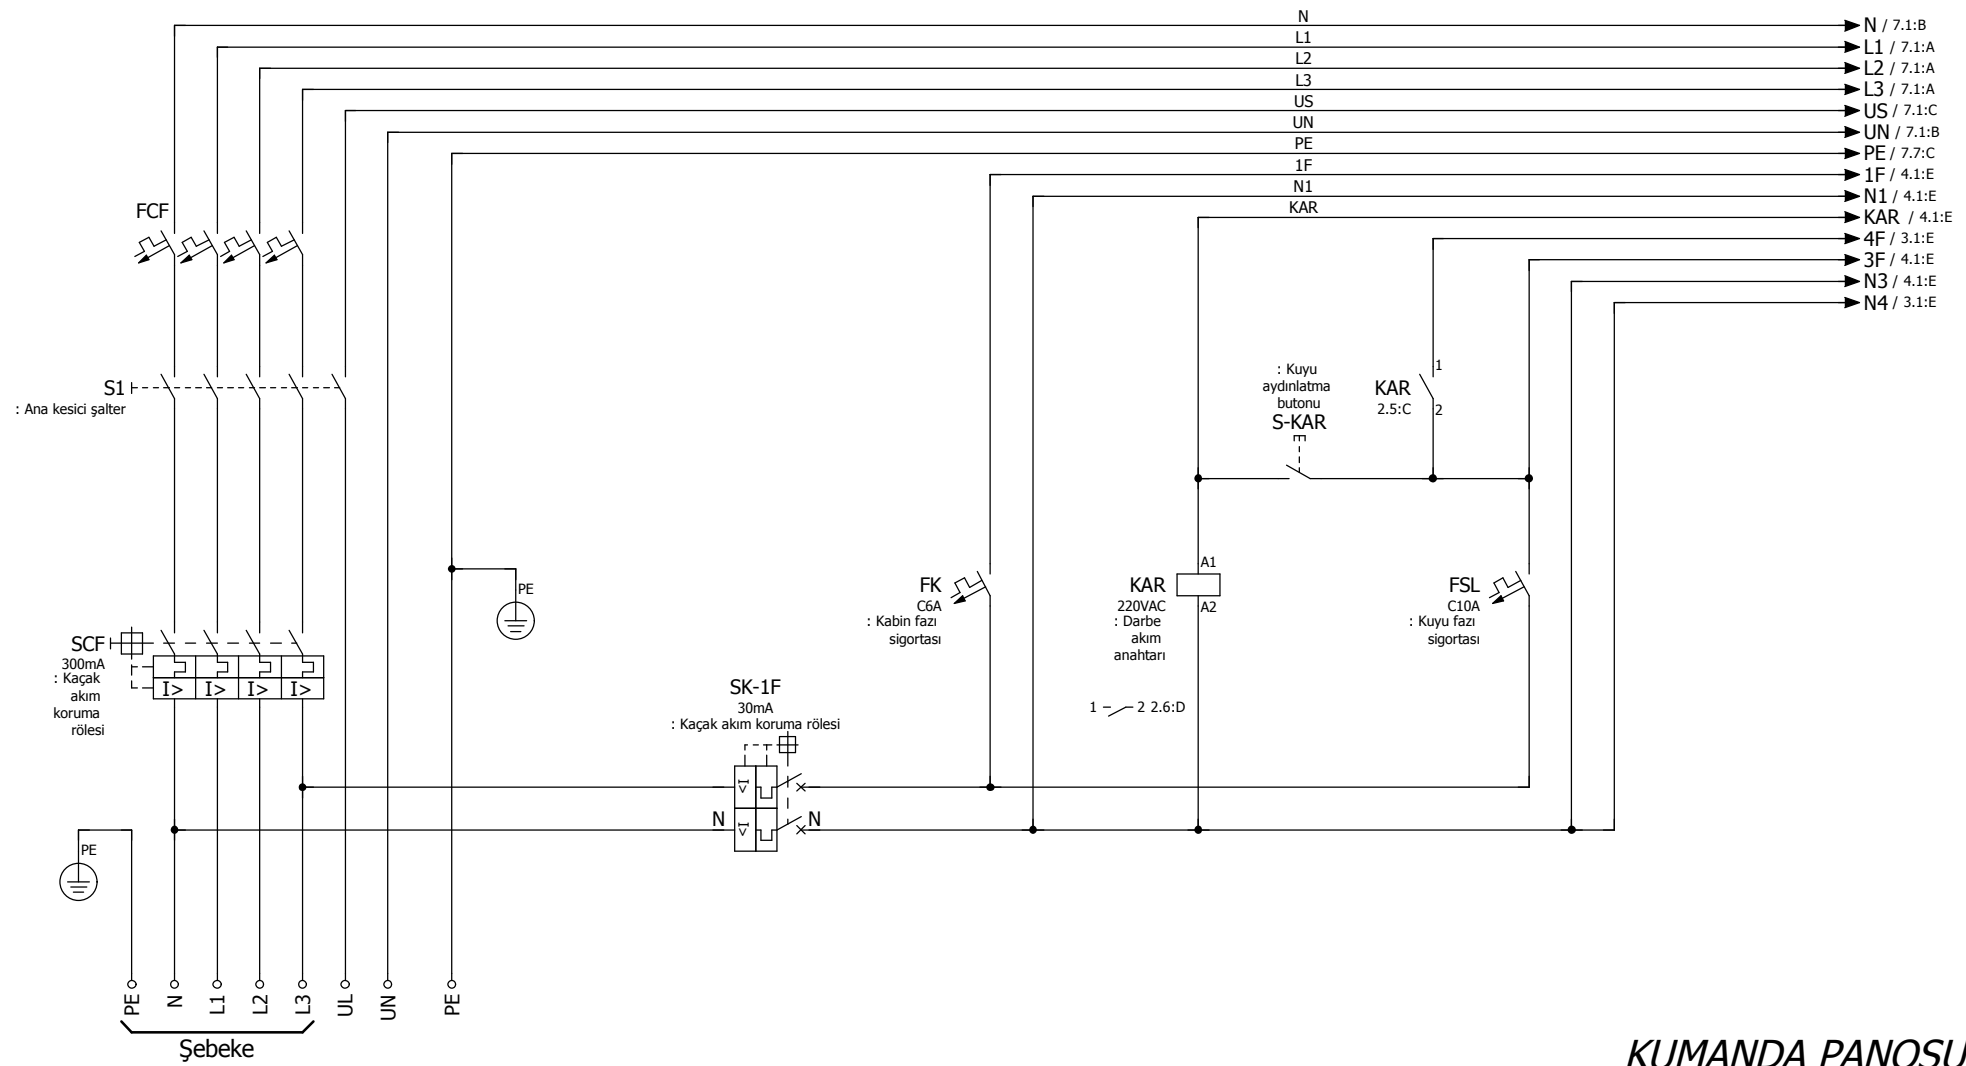 N
L1
L2
L3
US
UN
PE
1F
N1
KAR
N / 7.1:B
L1 / 7.1:A
L2 / 7.1:A
L3 / 7.1:A
US / 7.1:C
UN / 7.1:B
PE / 7.7:C
1F / 4.1:E
N1 / 4.1:E
KAR / 4.1:E
4F / 3.1:E
3F / 4.1:E
N3 / 4.1:E
N4 / 3.1:E
FCF
S1
: Ana kesici şalter
: Kuyu
aydınlatma
butonu
S-KAR
KAR
2.5:C
1
2
PE
FK
C6A
: Kabin fazı
sigortası
KAR
220VAC
: Darbe
akım
anahtarı
A1
A2
FSL
C10A
: Kuyu fazı
sigortası
SCF
300mA
: Kaçak
akım
koruma
rölesi
I> I> I> I>
SK-1F
30mA
: Kaçak akım koruma rölesi
1 2 2.6:D
I>
N I> N
PE
PE
N
L1
L2
L3
UL
UN
PE
Şebeke
KUMANDA PANOSU